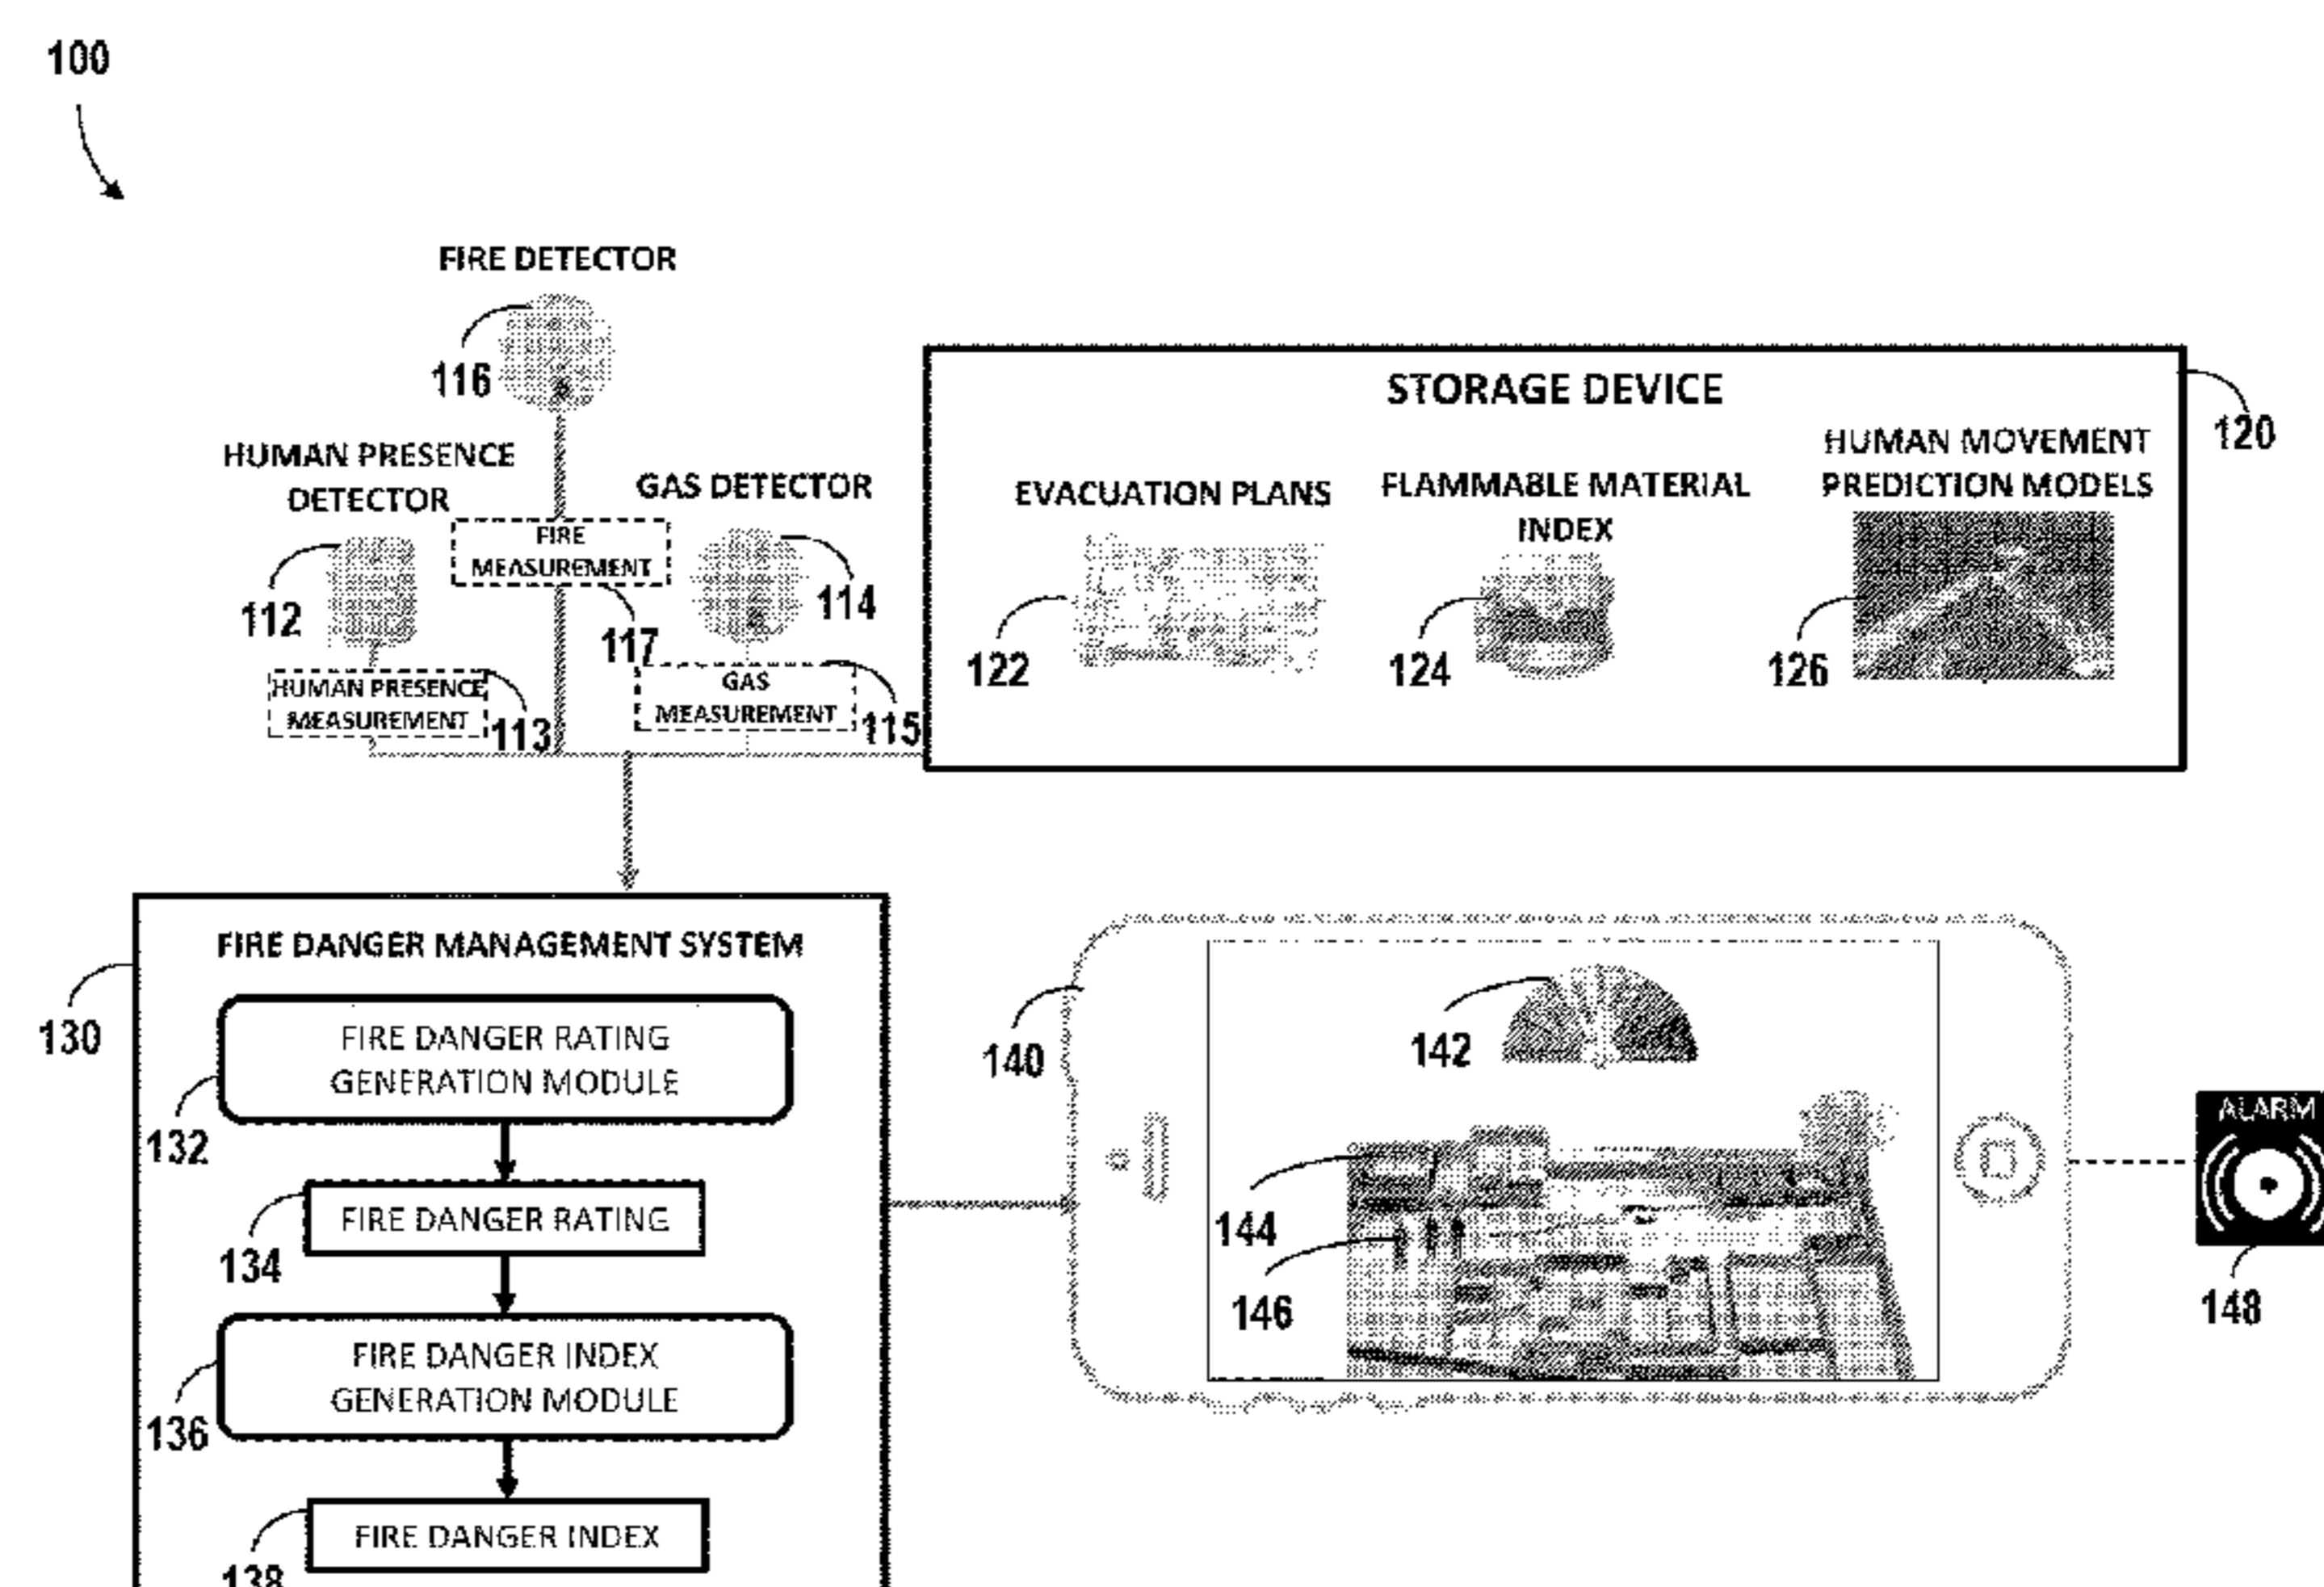 100
FIRE DETECTOR
116
HUMAN PRESENCE
DETECTOR
112
FIRE
MEASUREMENT
117
GAS DETECTOR
114
HUMAN PRESENCE
MEASUREMENT
113
GAS
MEASUREMENT
115
STORAGE DEVICE
120
EVACUATION PLANS
122
FLAMMABLE MATERIAL
INDEX
124
HUMAN MOVEMENT
PREDICTION MODELS
126
FIRE DANGER MANAGEMENT SYSTEM
130
FIRE DANGER RATING
GENERATION MODULE
132
FIRE DANGER RATING
134
FIRE DANGER INDEX
GENERATION MODULE
136
FIRE DANGER INDEX
138
140
142
144
146
ALARM
148